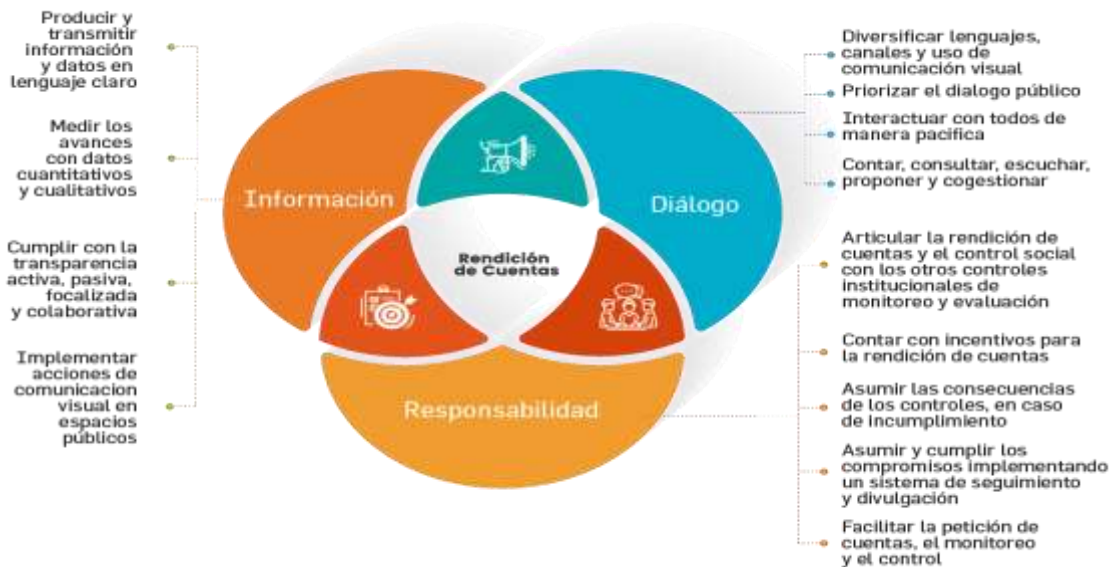 Producir y
transmitir
información
y datos en
lenguaje claro
Medir los
avances
con datos
cuantitativos
y cualitativos
Cumplir con la
transparencia
activa, pasiva,
focalizada
y colaborativa
Implementar
acciones de
comunicacion
visual en
espacios
públicos
Información
Diálogo
Rendición
de Cuentas
Responsabilidad
Diversificar lenguajes,
canales y uso de
comunicación visual
Priorizar el dialogo público
Interactuar con todos de
manera pacifica
Contar, consultar, escuchar,
proponer y cogestionar
Articular la rendición de
cuentas y el control social
con los otros controles
institucionales de
monitoreo y evaluación
Contar con incentivos para
la rendición de cuentas
Asumir las consecuencias
de los controles, en caso
de incumplimiento
Asumir y cumplir los
compromisos implementando
un sistema de seguimiento
y divulgación
Facilitar la petición de
cuentas, el monitoreo
y el control